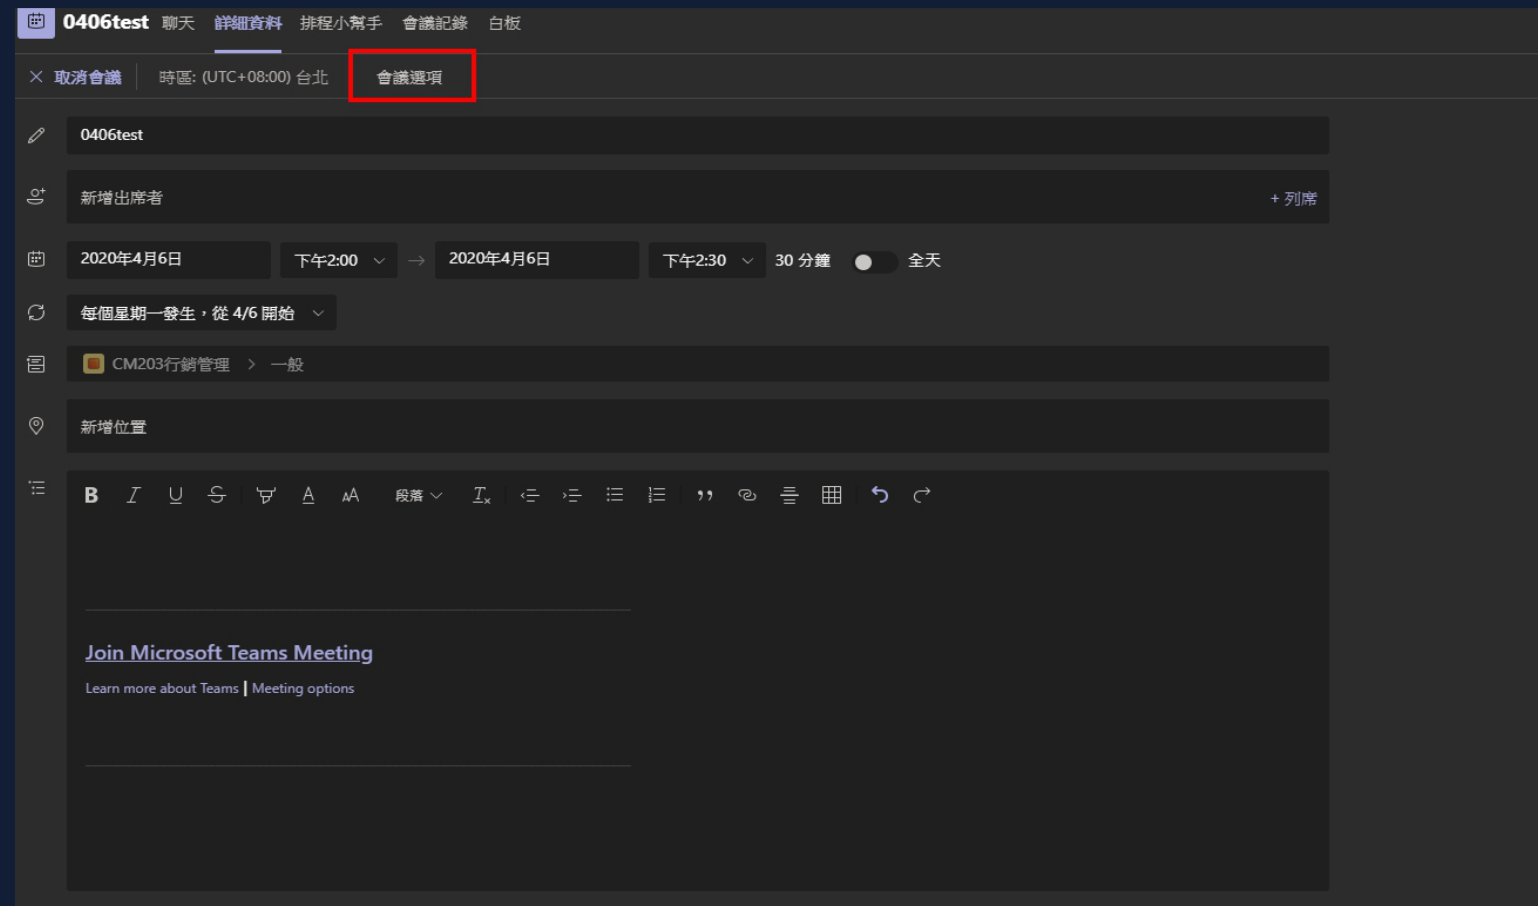 0406test 聊天 詳細資料 排程小幫手 會議記錄 白板
取消會議 時區: (UTC+08:00) 台北 會議選項
0406test
新增出席者 + 列席
2020年4月6日 下午2:00 → 2020年4月6日 下午2:30 30 分鐘 全天
每個星期一發生，從 4/6 開始
CM203行銷管理 > 一般
新增位置
B I U S A AA 段落 Tx
Join Microsoft Teams Meeting
Learn more about Teams | Meeting options